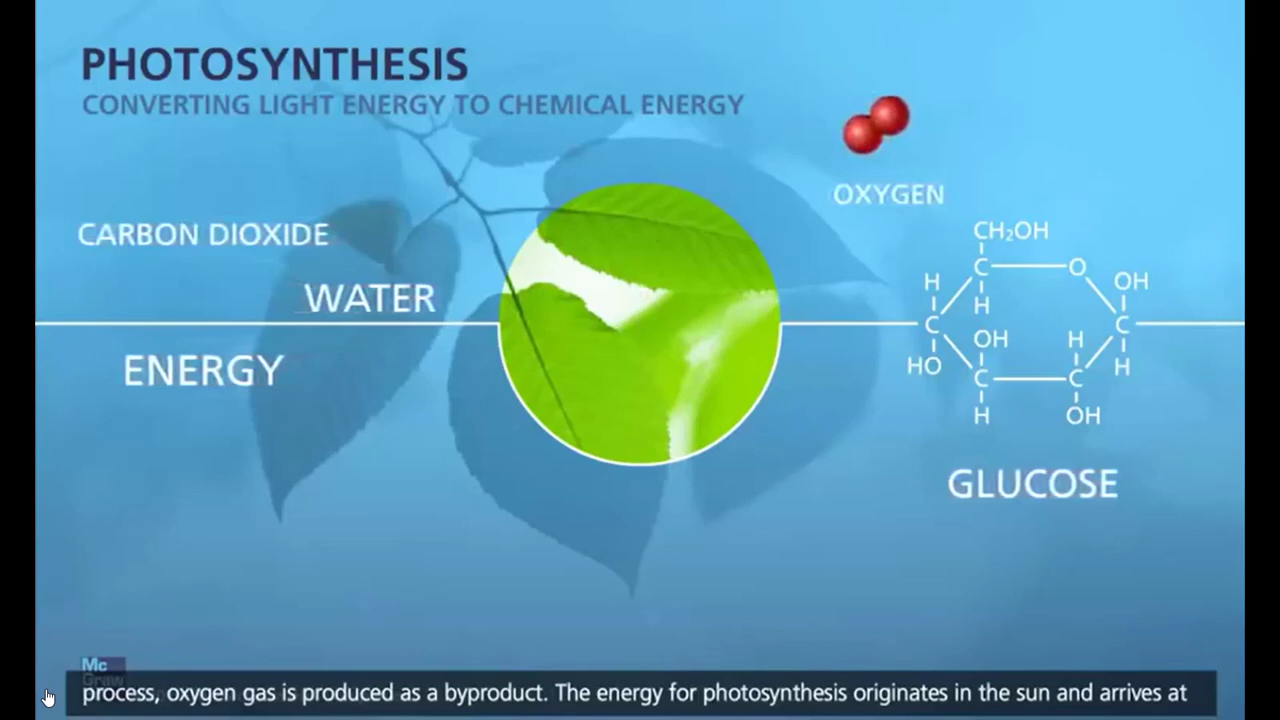 PHOTOSYNTHESIS
CONVERTING LIGHT ENERGY TO CHEMICAL ENERGY
OXYGEN
CARBON DIOXIDE
WATER
ENERGY
CH₂OH
C O
H OH
H
C C
OH H
HO H
C C
H OH
GLUCOSE
Mc
Graw
process, oxygen gas is produced as a byproduct. The energy for photosynthesis originates in the sun and arrives at